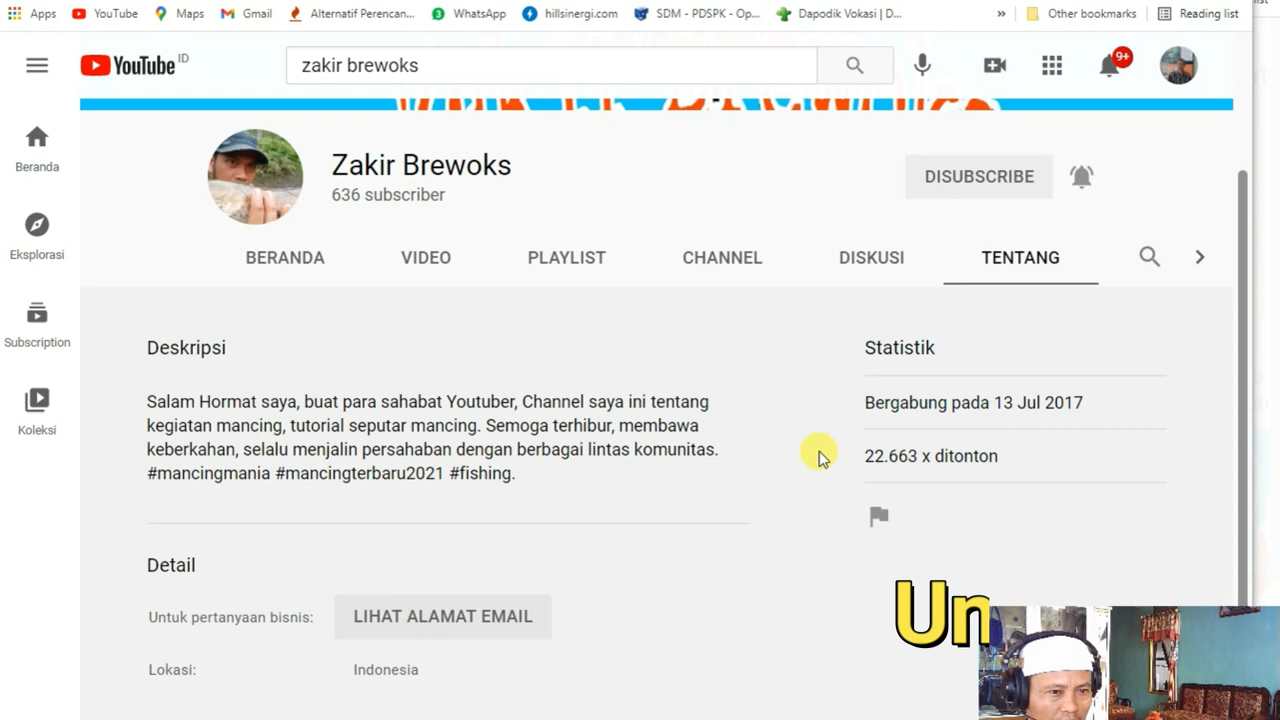 Apps YouTube Maps Gmail Alternatif Perencan... WhatsApp hillsinergi.com SDM - PDSPK - Op... Dapodik Vokasi | D... » Other bookmarks Reading list
YouTube ID
zakir brewoks
9+
Zakir Brewoks
636 subscriber
DISUBSCRIBE
BERANDA VIDEO PLAYLIST CHANNEL DISKUSI TENTANG
Beranda
Eksplorasi
Subscription
Koleksi
Deskripsi
Salam Hormat saya, buat para sahabat Youtuber, Channel saya ini tentang
kegiatan mancing, tutorial seputar mancing. Semoga terhibur, membawa
keberkahan, selalu menjalin persahaban dengan berbagai lintas komunitas.
#mancingmania #mancingterbaru2021 #fishing.
Detail
Untuk pertanyaan bisnis: LIHAT ALAMAT EMAIL
Lokasi: Indonesia
Statistik
Bergabung pada 13 Jul 2017
22.663 x ditonton
Un